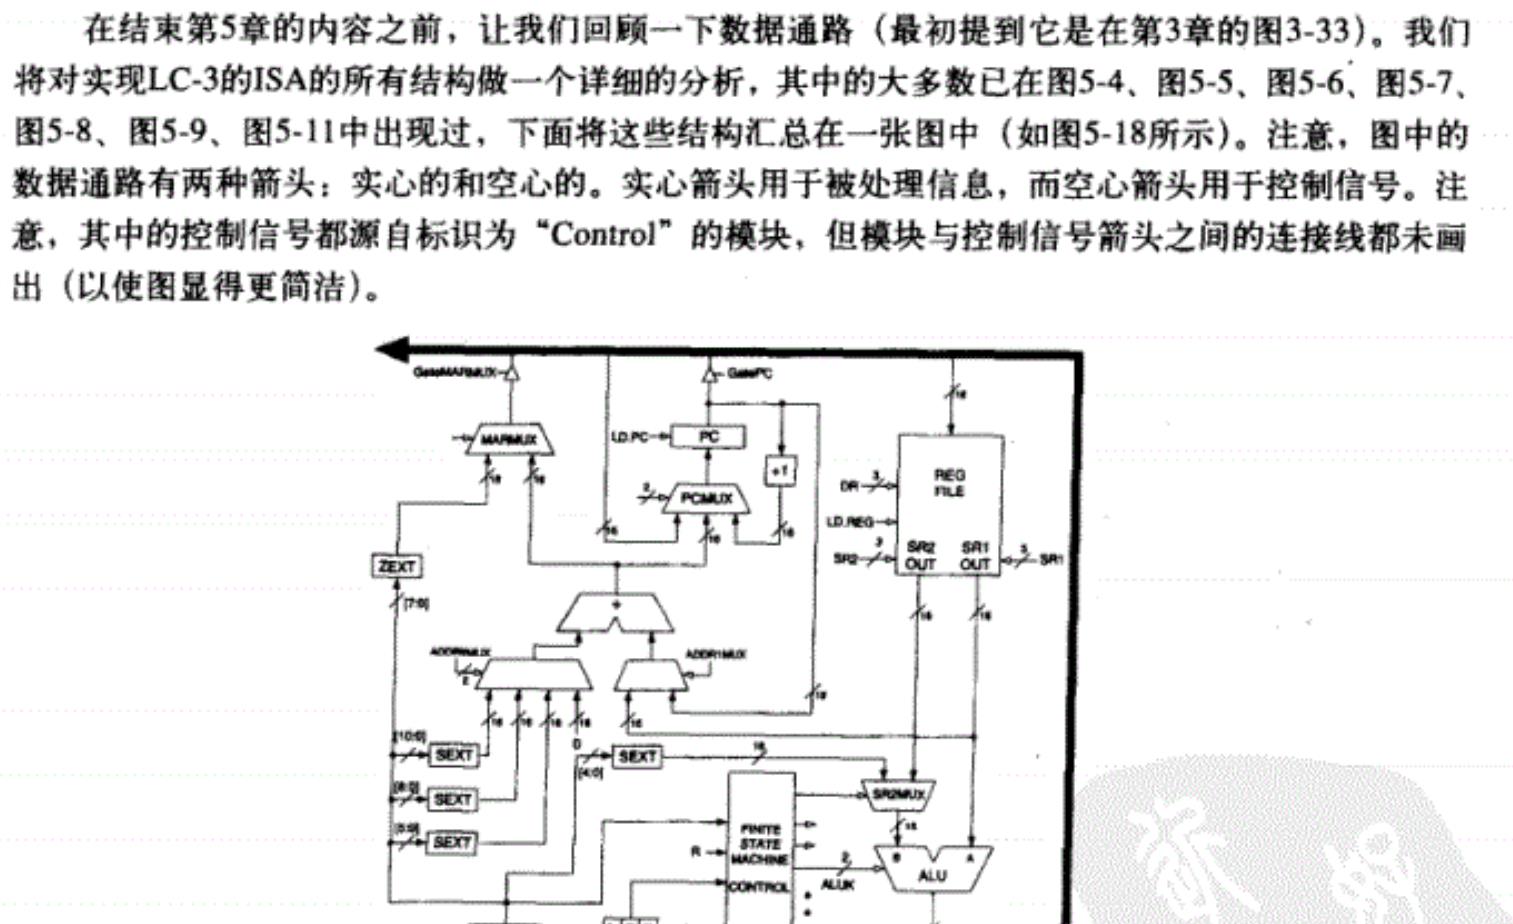 在结束第5章的内容之前，让我们回顾一下数据通路（最初提到它是在第3章的图3-33）。我们
将对实现LC-3的ISA的所有结构做一个详细的分析，其中的大多数已在图5-4、图5-5、图5-6、图5-7、
图5-8、图5-9、图5-11中出现过，下面将这些结构汇总在一张图中（如图5-18所示）。注意，图中的
数据通路有两种箭头：实心的和空心的。实心箭头用于被处理信息，而空心箭头用于控制信号。注
意，其中的控制信号都源自标识为“Control”的模块，但模块与控制信号箭头之间的连接线都未画
出（以使图显得更简洁）。
GateMARMUX
GatePC
16
MARMUX
LD.PC
PC
+1
REG
FILE
DR
3
16
16
2
PCMUX
LD.REG
16
16
16
SR2
3
SR2
OUT
SR1
OUT
3
SR1
ZEXT
[7:0]
+
16
16
ADDR2MUX
2
ADDR1MUX
16
16
16
16
16
16
[10:0]
SEXT
0
[4:0]
SEXT
16
[8:0]
SEXT
SR2MUX
16
[5:0]
SEXT
FINITE
STATE
MACHINE
R
CONTROL
2
ALUK
B
A
ALU